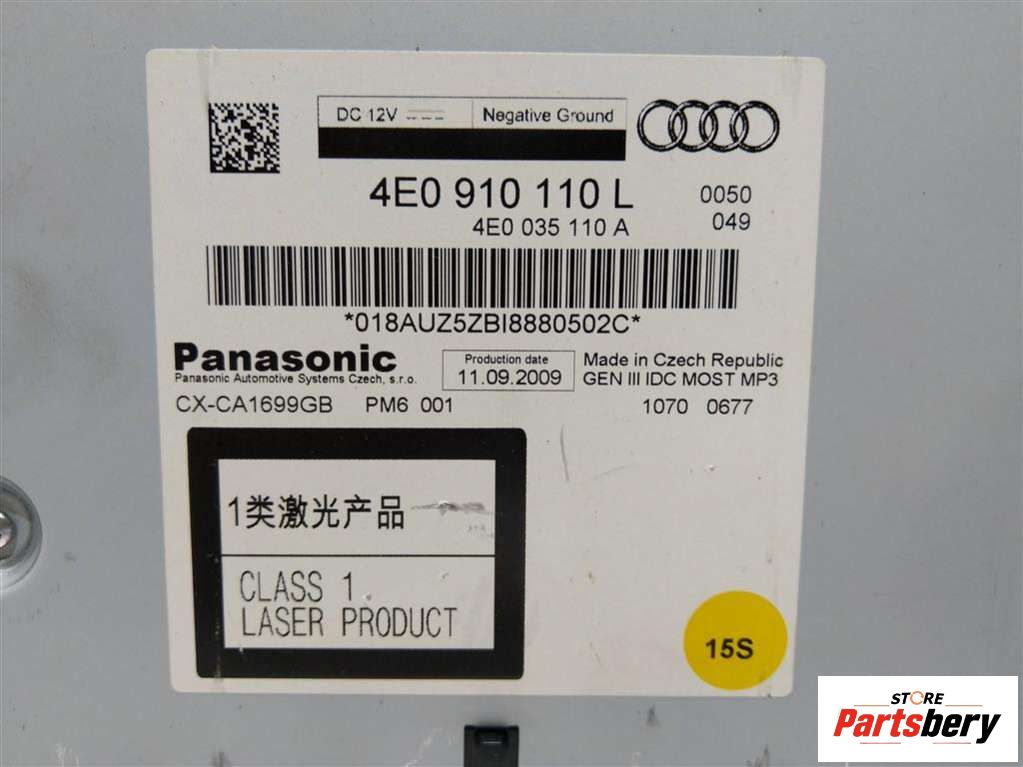 DC 12V Negative Ground
4E0 910 110 L 0050
4E0 035 110 A 049
*018AUZ5ZBI8880502C*
Panasonic Production date Made in Czech Republic
Panasonic Automotive Systems Czech, s.r.o. 11.09.2009 GEN III IDC MOST MP3
CX-CA1699GB PM6 001 1070 0677
1类激光产品
CLASS 1
LASER PRODUCT
15S
STORE
Partsbery